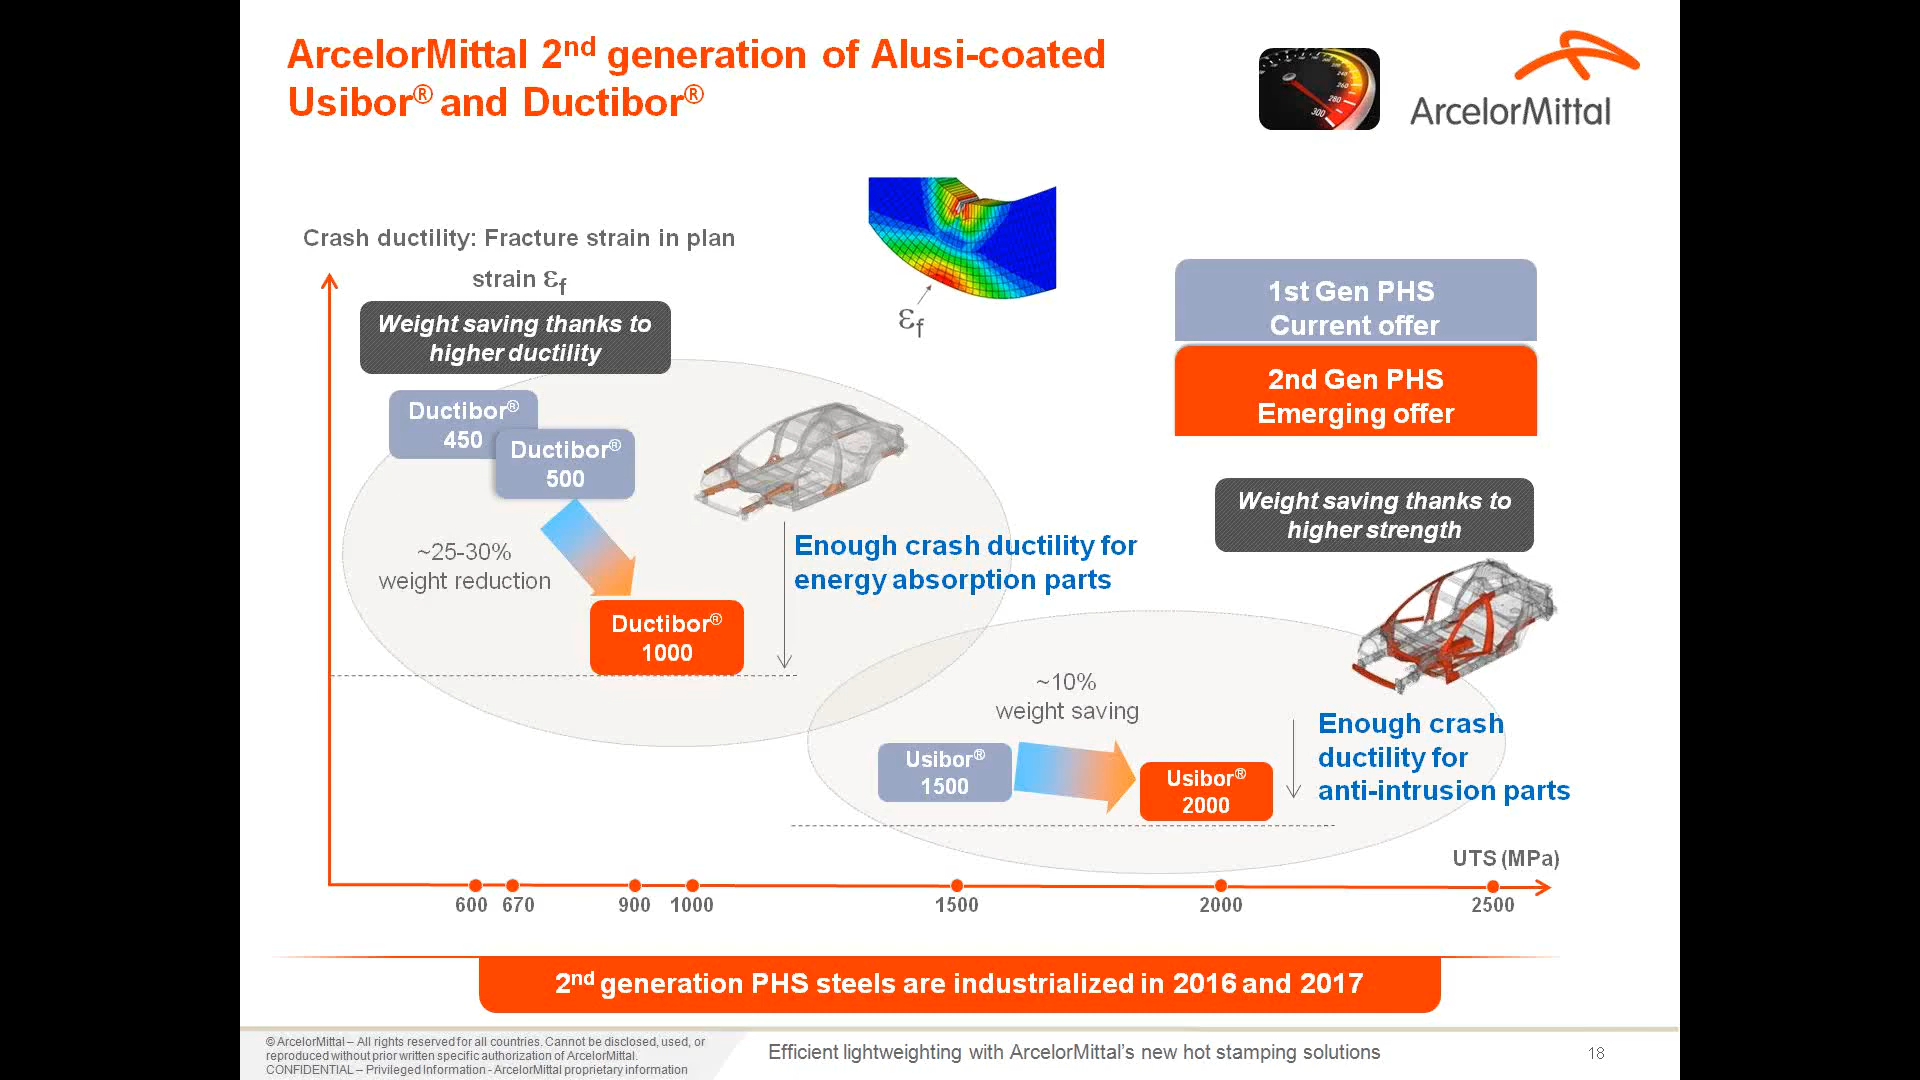 ArcelorMittal 2nd generation of Alusi-coated
Usibor® and Ductibor®
ArcelorMittal
260
280
300
Crash ductility: Fracture strain in plan
strain εf
εf
Weight saving thanks to
higher ductility
1st Gen PHS
Current offer
2nd Gen PHS
Emerging offer
Ductibor®
450
Ductibor®
500
~25-30%
weight reduction
Ductibor®
1000
Enough crash ductility for
energy absorption parts
Weight saving thanks to
higher strength
~10%
weight saving
Usibor®
1500
Usibor®
2000
Enough crash
ductility for
anti-intrusion parts
UTS (MPa)
600 670 900 1000 1500 2000 2500
2nd generation PHS steels are industrialized in 2016 and 2017
© ArcelorMittal – All rights reserved for all countries. Cannot be disclosed, used, or
reproduced without prior written specific authorization of ArcelorMittal.
CONFIDENTIAL – Privileged Information - ArcelorMittal proprietary information
Efficient lightweighting with ArcelorMittal's new hot stamping solutions
18